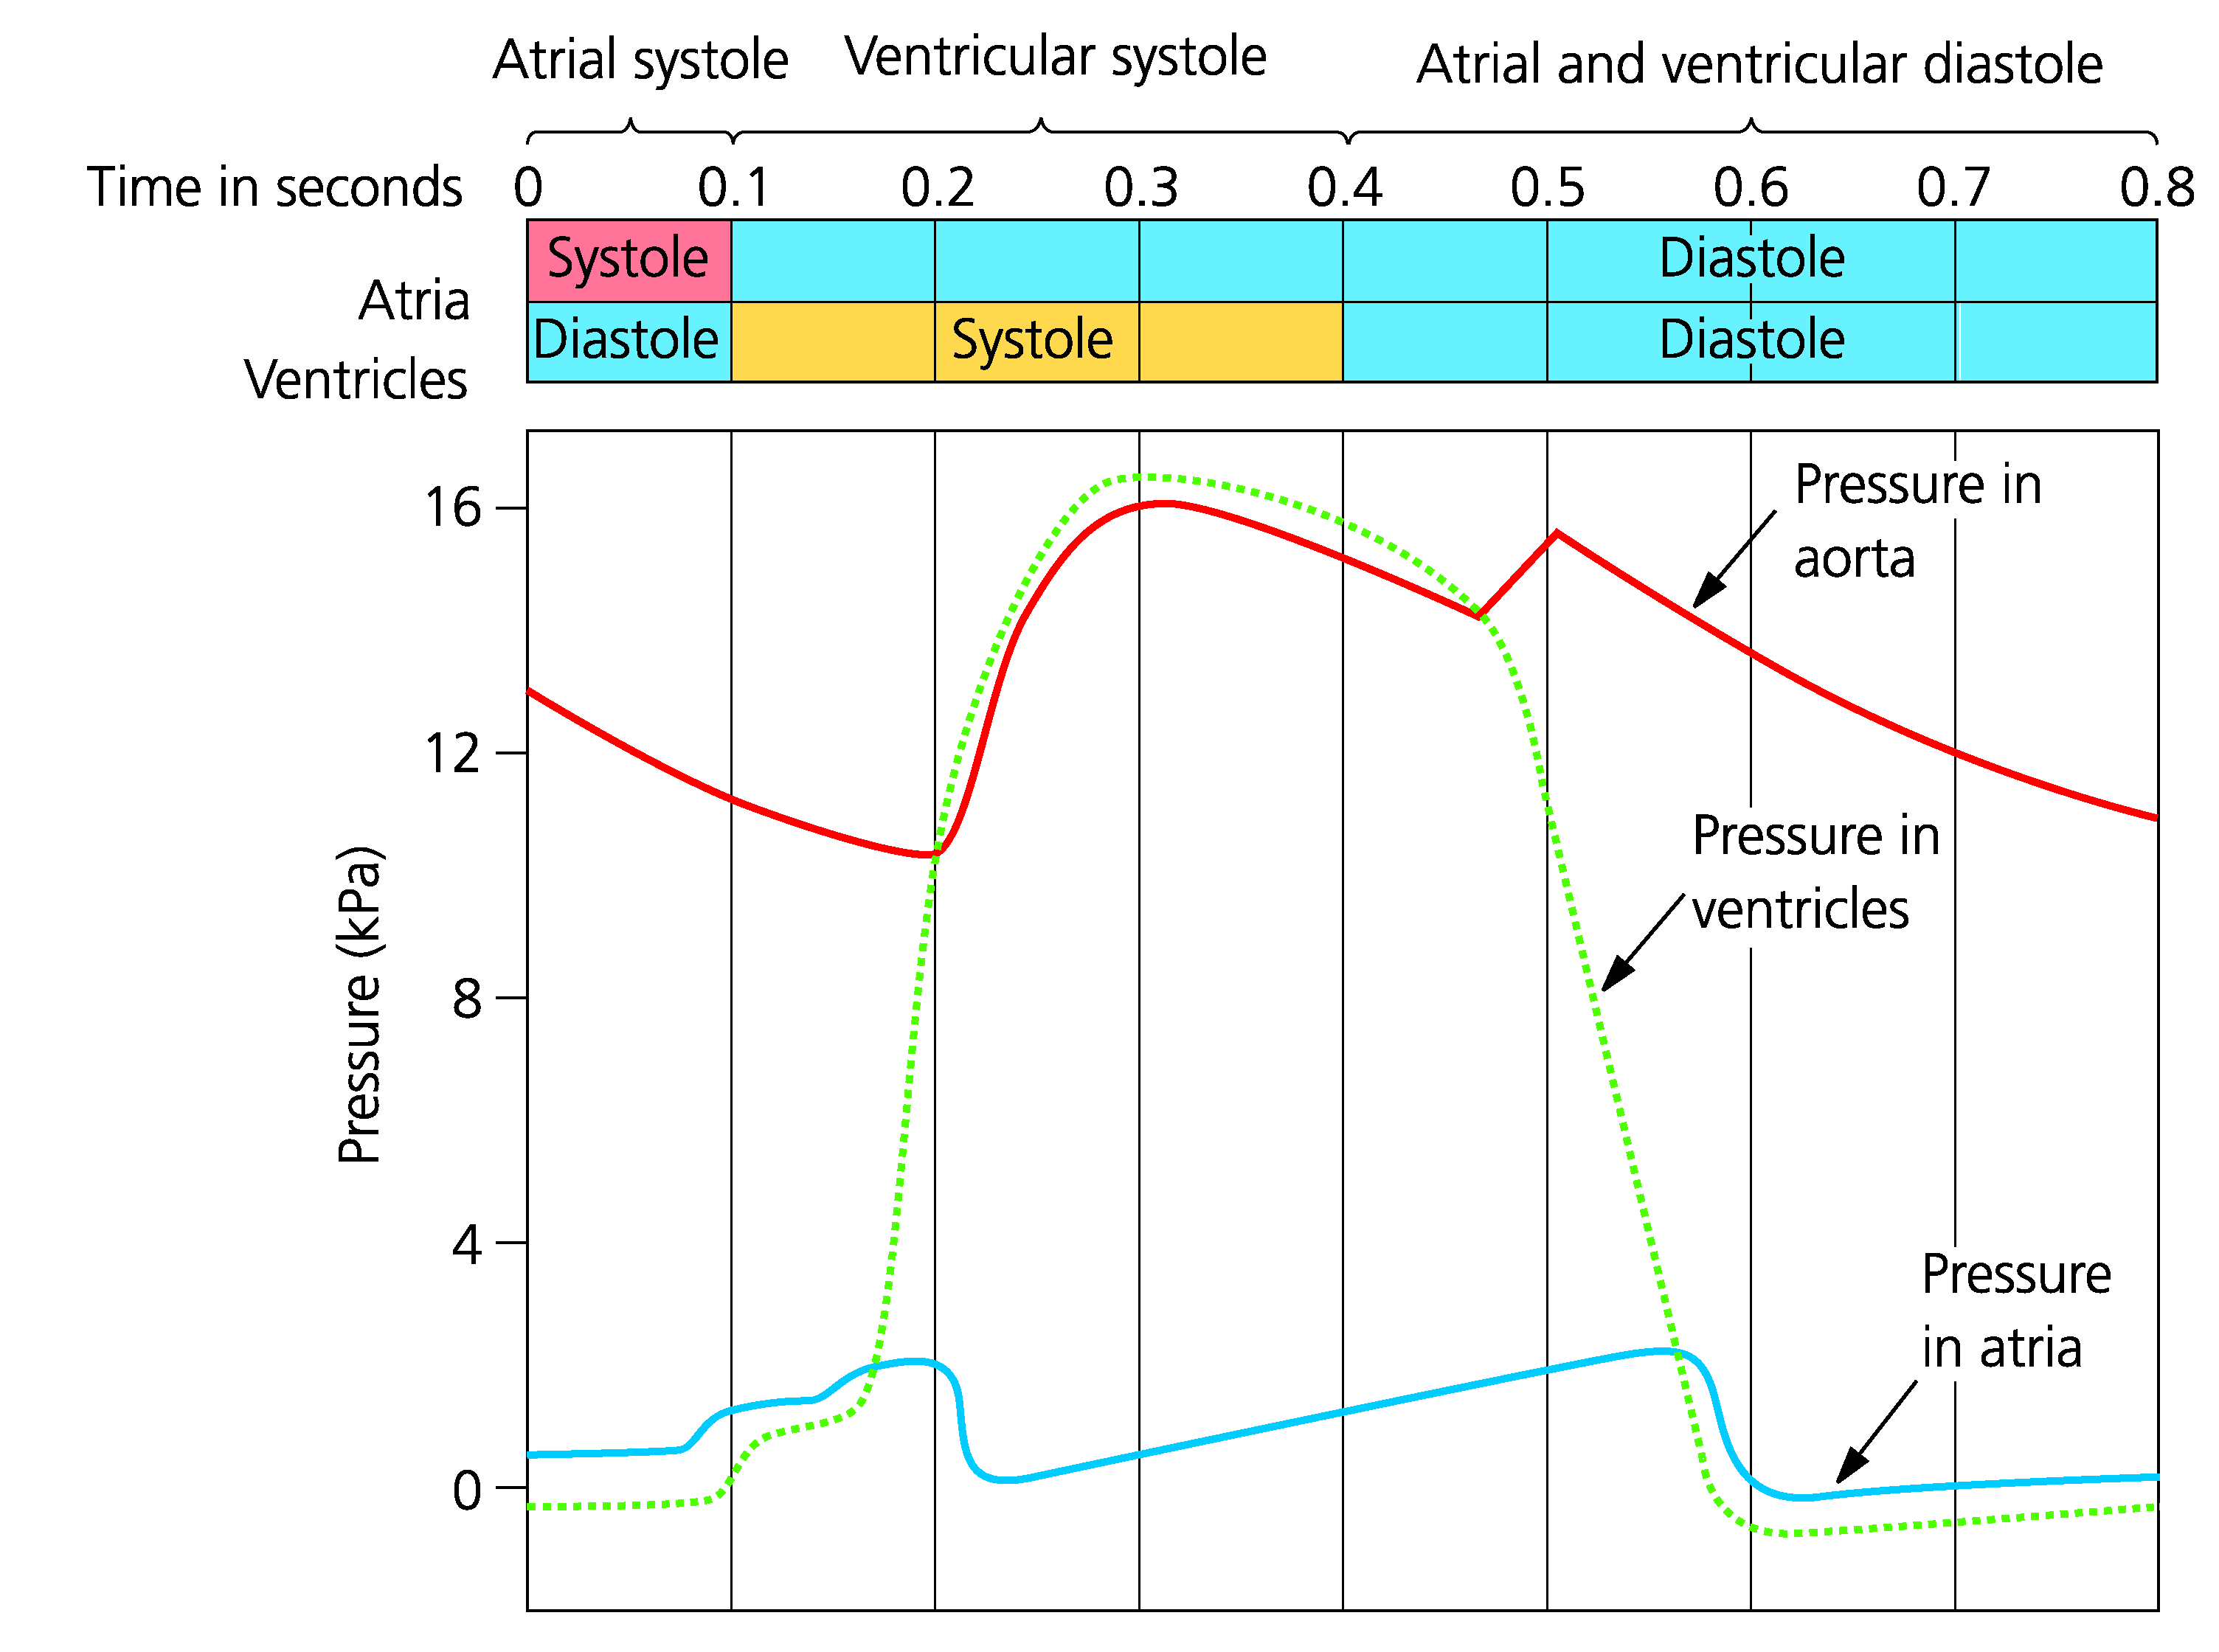 Atrial systole
Ventricular systole
Atrial and ventricular diastole
Time in seconds 0 0.1 0.2 0.3 0.4 0.5 0.6 0.7 0.8
Systole Diastole
Atria
Diastole Systole Diastole
Ventricles
16
12
8
4
0
Pressure (kPa)
Pressure in
aorta
Pressure in
ventricles
Pressure
in atria